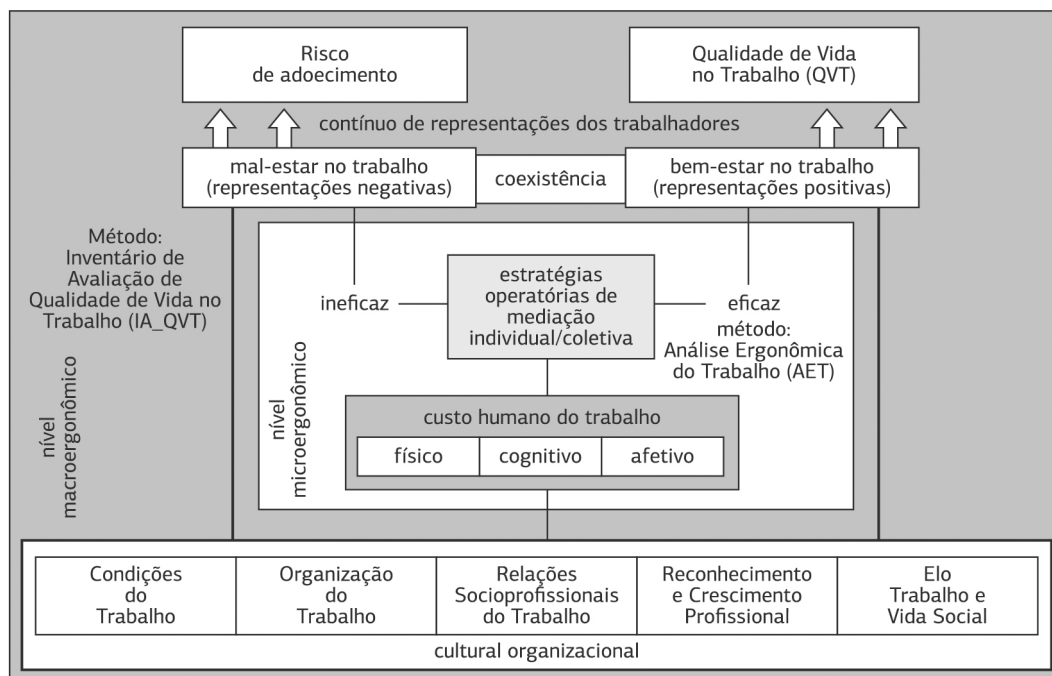 Risco
de adoecimento
Qualidade de Vida
no Trabalho (QVT)
contínuo de representações dos trabalhadores
mal-estar no trabalho
(representações negativas)
coexistência
bem-estar no trabalho
(representações positivas)
Método:
Inventário de
Avaliação de
Qualidade de Vida no
Trabalho (IA_QVT)
nível
macroergonômico
ineficaz
estratégias
operatórias de
mediação
individual/coletiva
eficaz
método:
Análise Ergonômica
do Trabalho (AET)
nível
microergonômico
custo humano do trabalho
físico
cognitivo
afetivo
Condições
do
Trabalho
Organização
do
Trabalho
Relações
Socioprofissionais
do Trabalho
Reconhecimento
e Crescimento
Profissional
Elo
Trabalho e
Vida Social
cultural organizacional